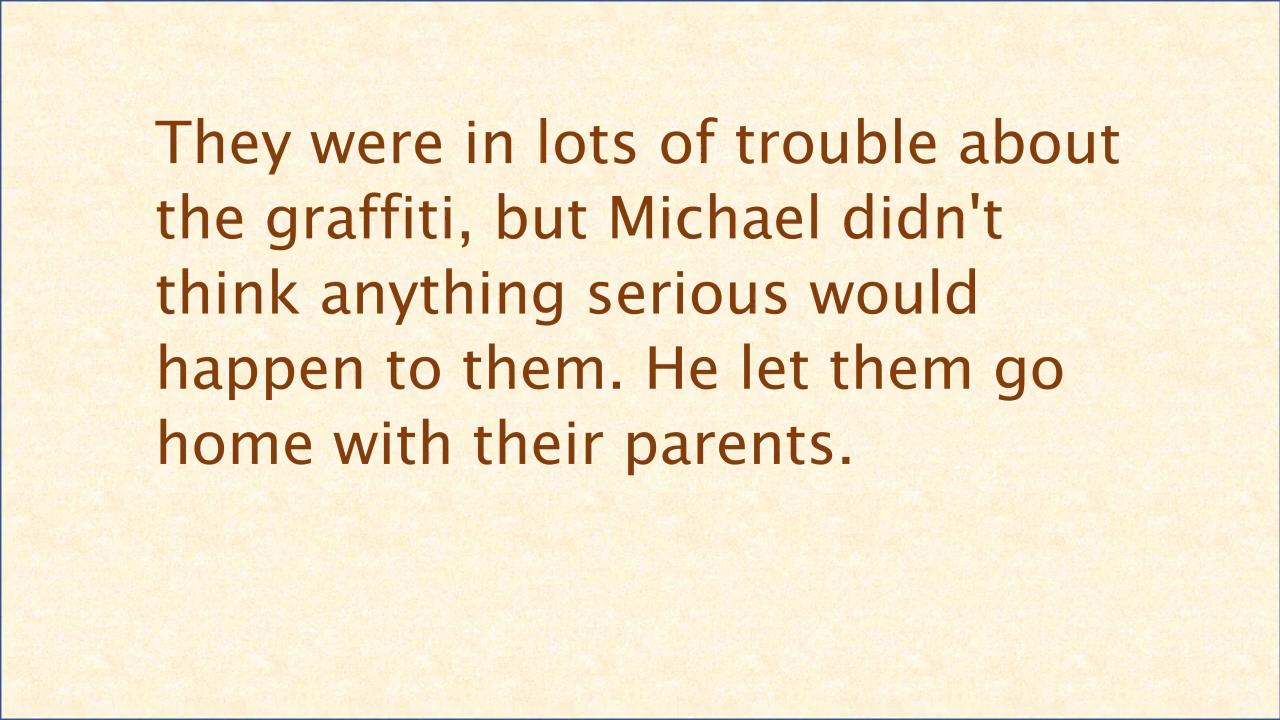 They were in lots of trouble about
the graffiti, but Michael didn't
think anything serious would
happen to them. He let them go
home with their parents.